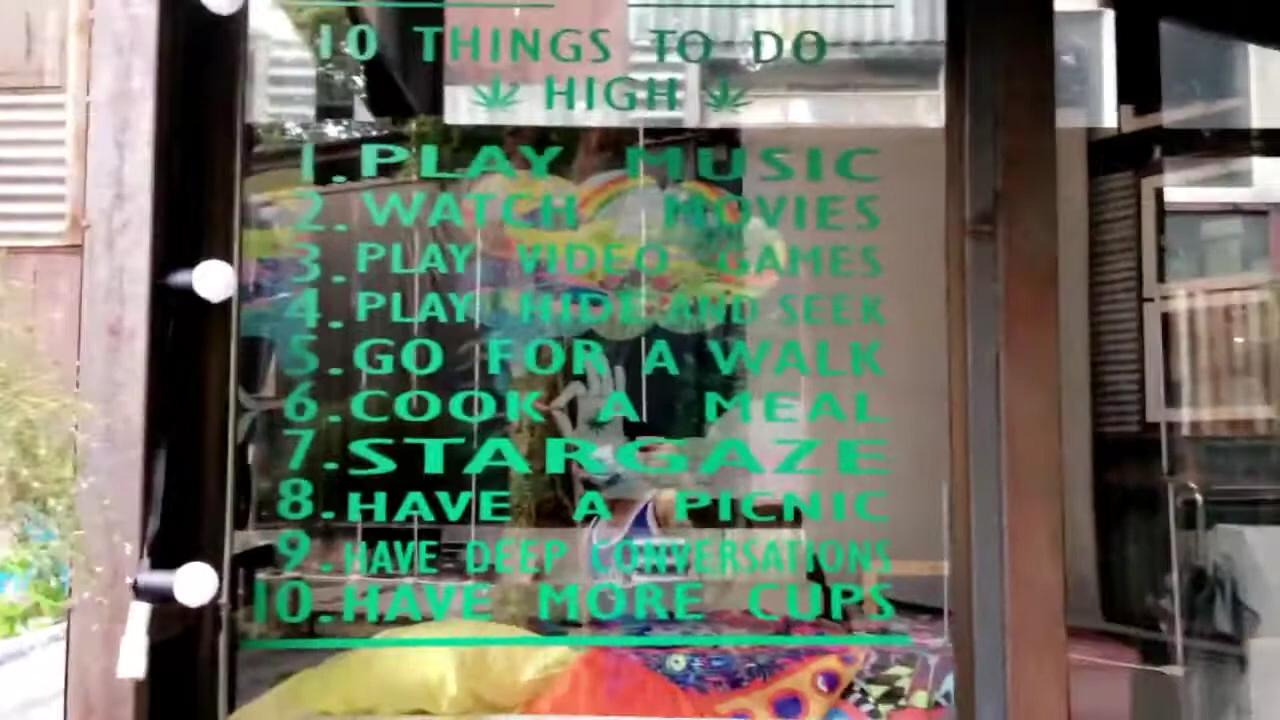 10 THINGS TO DO
HIGH
1. PLAY MUSIC
2. WATCH MOVIES
3. PLAY VIDEO GAMES
4. PLAY HIDE AND SEEK
5. GO FOR A WALK
6. COOK A MEAL
7. STARGAZE
8. HAVE A PICNIC
9. HAVE DEEP CONVERSATIONS
10. HAVE MORE CUPS